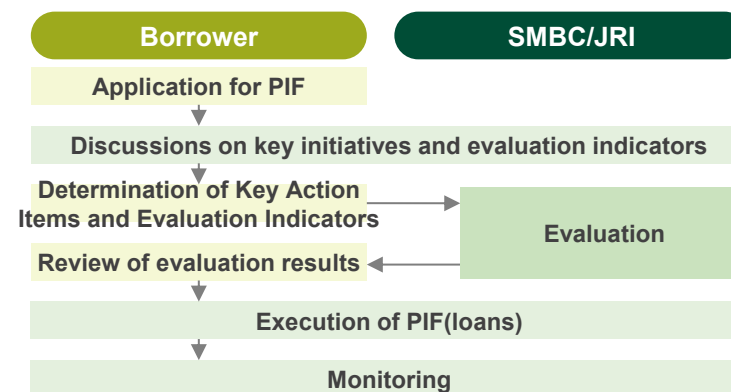 Borrower
SMBC/JRI
Application for PIF
Discussions on key initiatives and evaluation indicators
Determination of Key Action
Items and Evaluation Indicators
Evaluation
Review of evaluation results
Execution of PIF(loans)
Monitoring